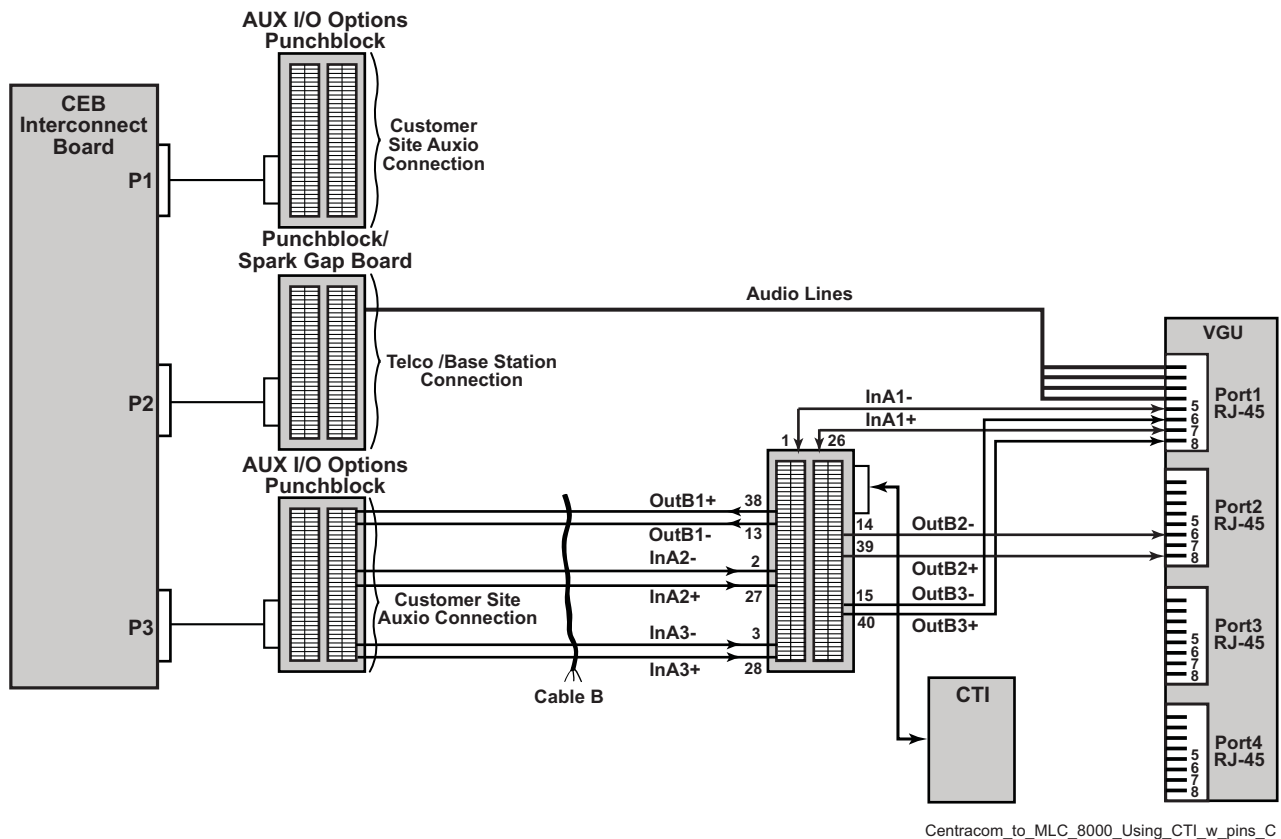 AUX I/O Options
Punchblock
CEB
Interconnect
Board
P1
Customer
Site Auxio
Connection
Punchblock/
Spark Gap Board
Audio Lines
P2
Telco /Base Station
Connection
VGU
Port1
RJ-45
5
6
7
8
InA1-
InA1+
1
26
AUX I/O Options
Punchblock
P3
Customer Site
Auxio Connection
OutB1+
38
OutB1-
13
InA2-
2
InA2+
27
InA3-
3
InA3+
28
Cable B
14
OutB2-
39
OutB2+
15
OutB3-
40
OutB3+
Port2
RJ-45
5
6
7
8
Port3
RJ-45
5
6
7
8
CTI
Port4
RJ-45
5
6
7
8
Centracom_to_MLC_8000_Using_CTI_w_pins_C